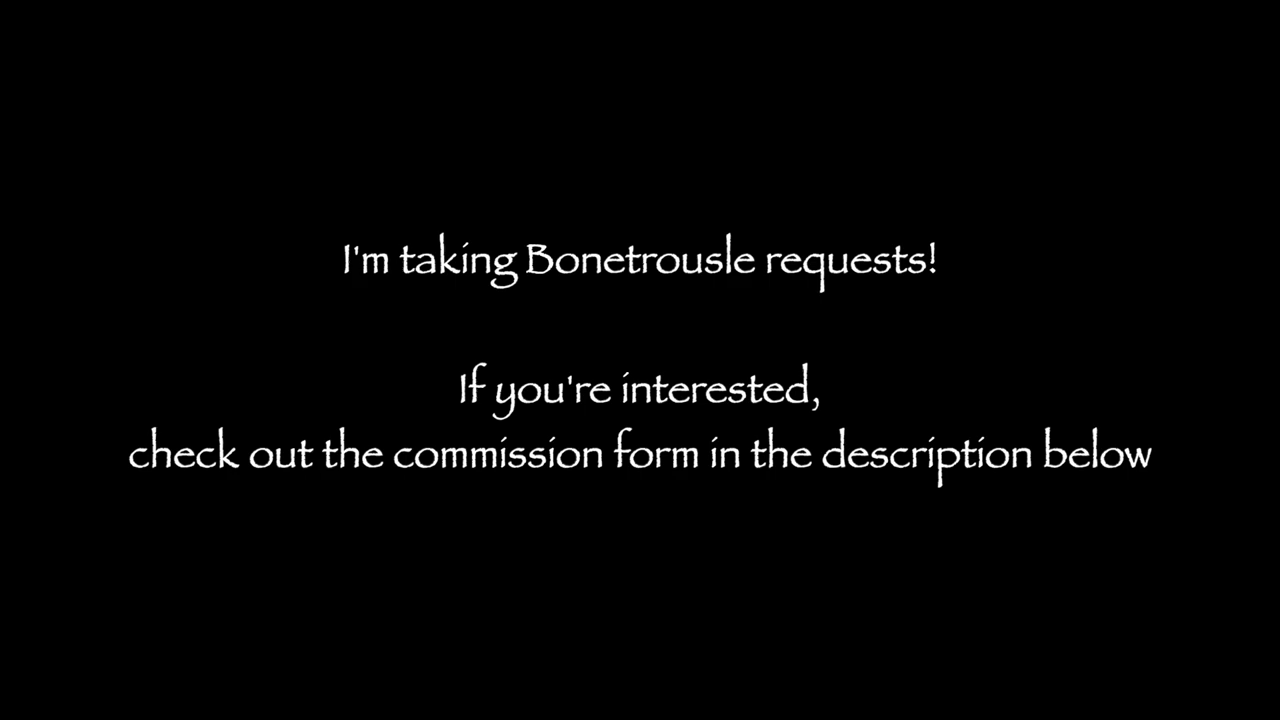 I'm taking Bonetrousle requests!
If you're interested,
check out the commission form in the description below